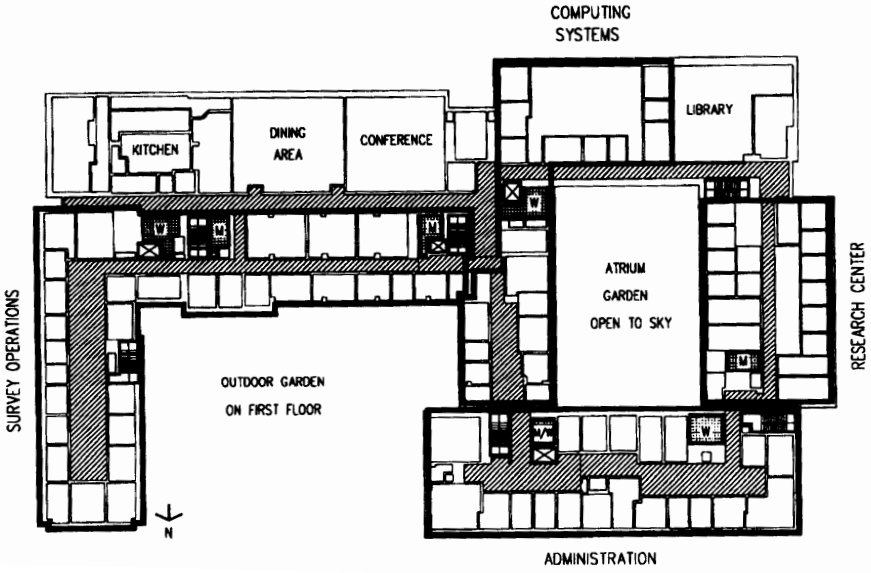 COMPUTING
SYSTEMS
LIBRARY
KITCHEN
DINING
AREA
CONFERENCE
W
M
M
W
SURVEY OPERATIONS
ATRIUM
GARDEN
OPEN TO SKY
RESEARCH CENTER
OUTDOOR GARDEN
ON FIRST FLOOR
M
M/W
W
N
ADMINISTRATION